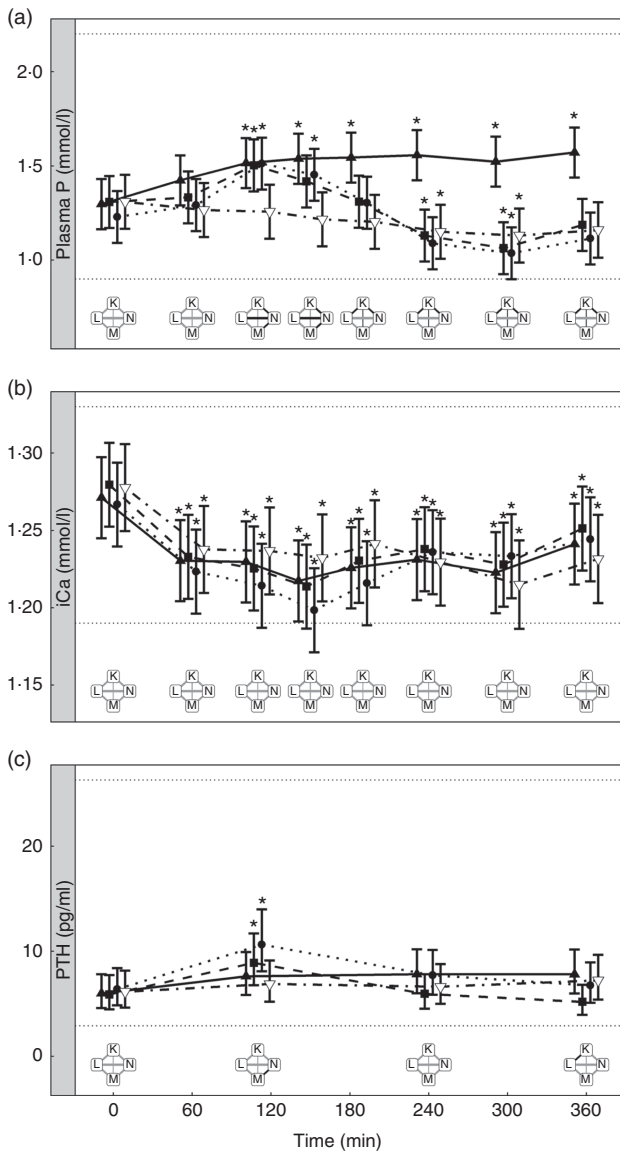 (a)
Plasma P (mmol/l)
2·0
1·5
1·0
* * * * * * * * * * * * *
K K K K K K K K
L N L N L N L N L N L N L N L N
M M M M M M M M
(b)
iCa (mmol/l)
1·30
1·25
1·20
1·15
* * * * * * * * * * * * * * * * * * * * * * * * * * * *
K K K K K K K K
L N L N L N L N L N L N L N L N
M M M M M M M M
(c)
PTH (pg/ml)
20
10
0
* *
K K K K
L N L N L N L N
M M M M
0 60 120 180 240 300 360
Time (min)